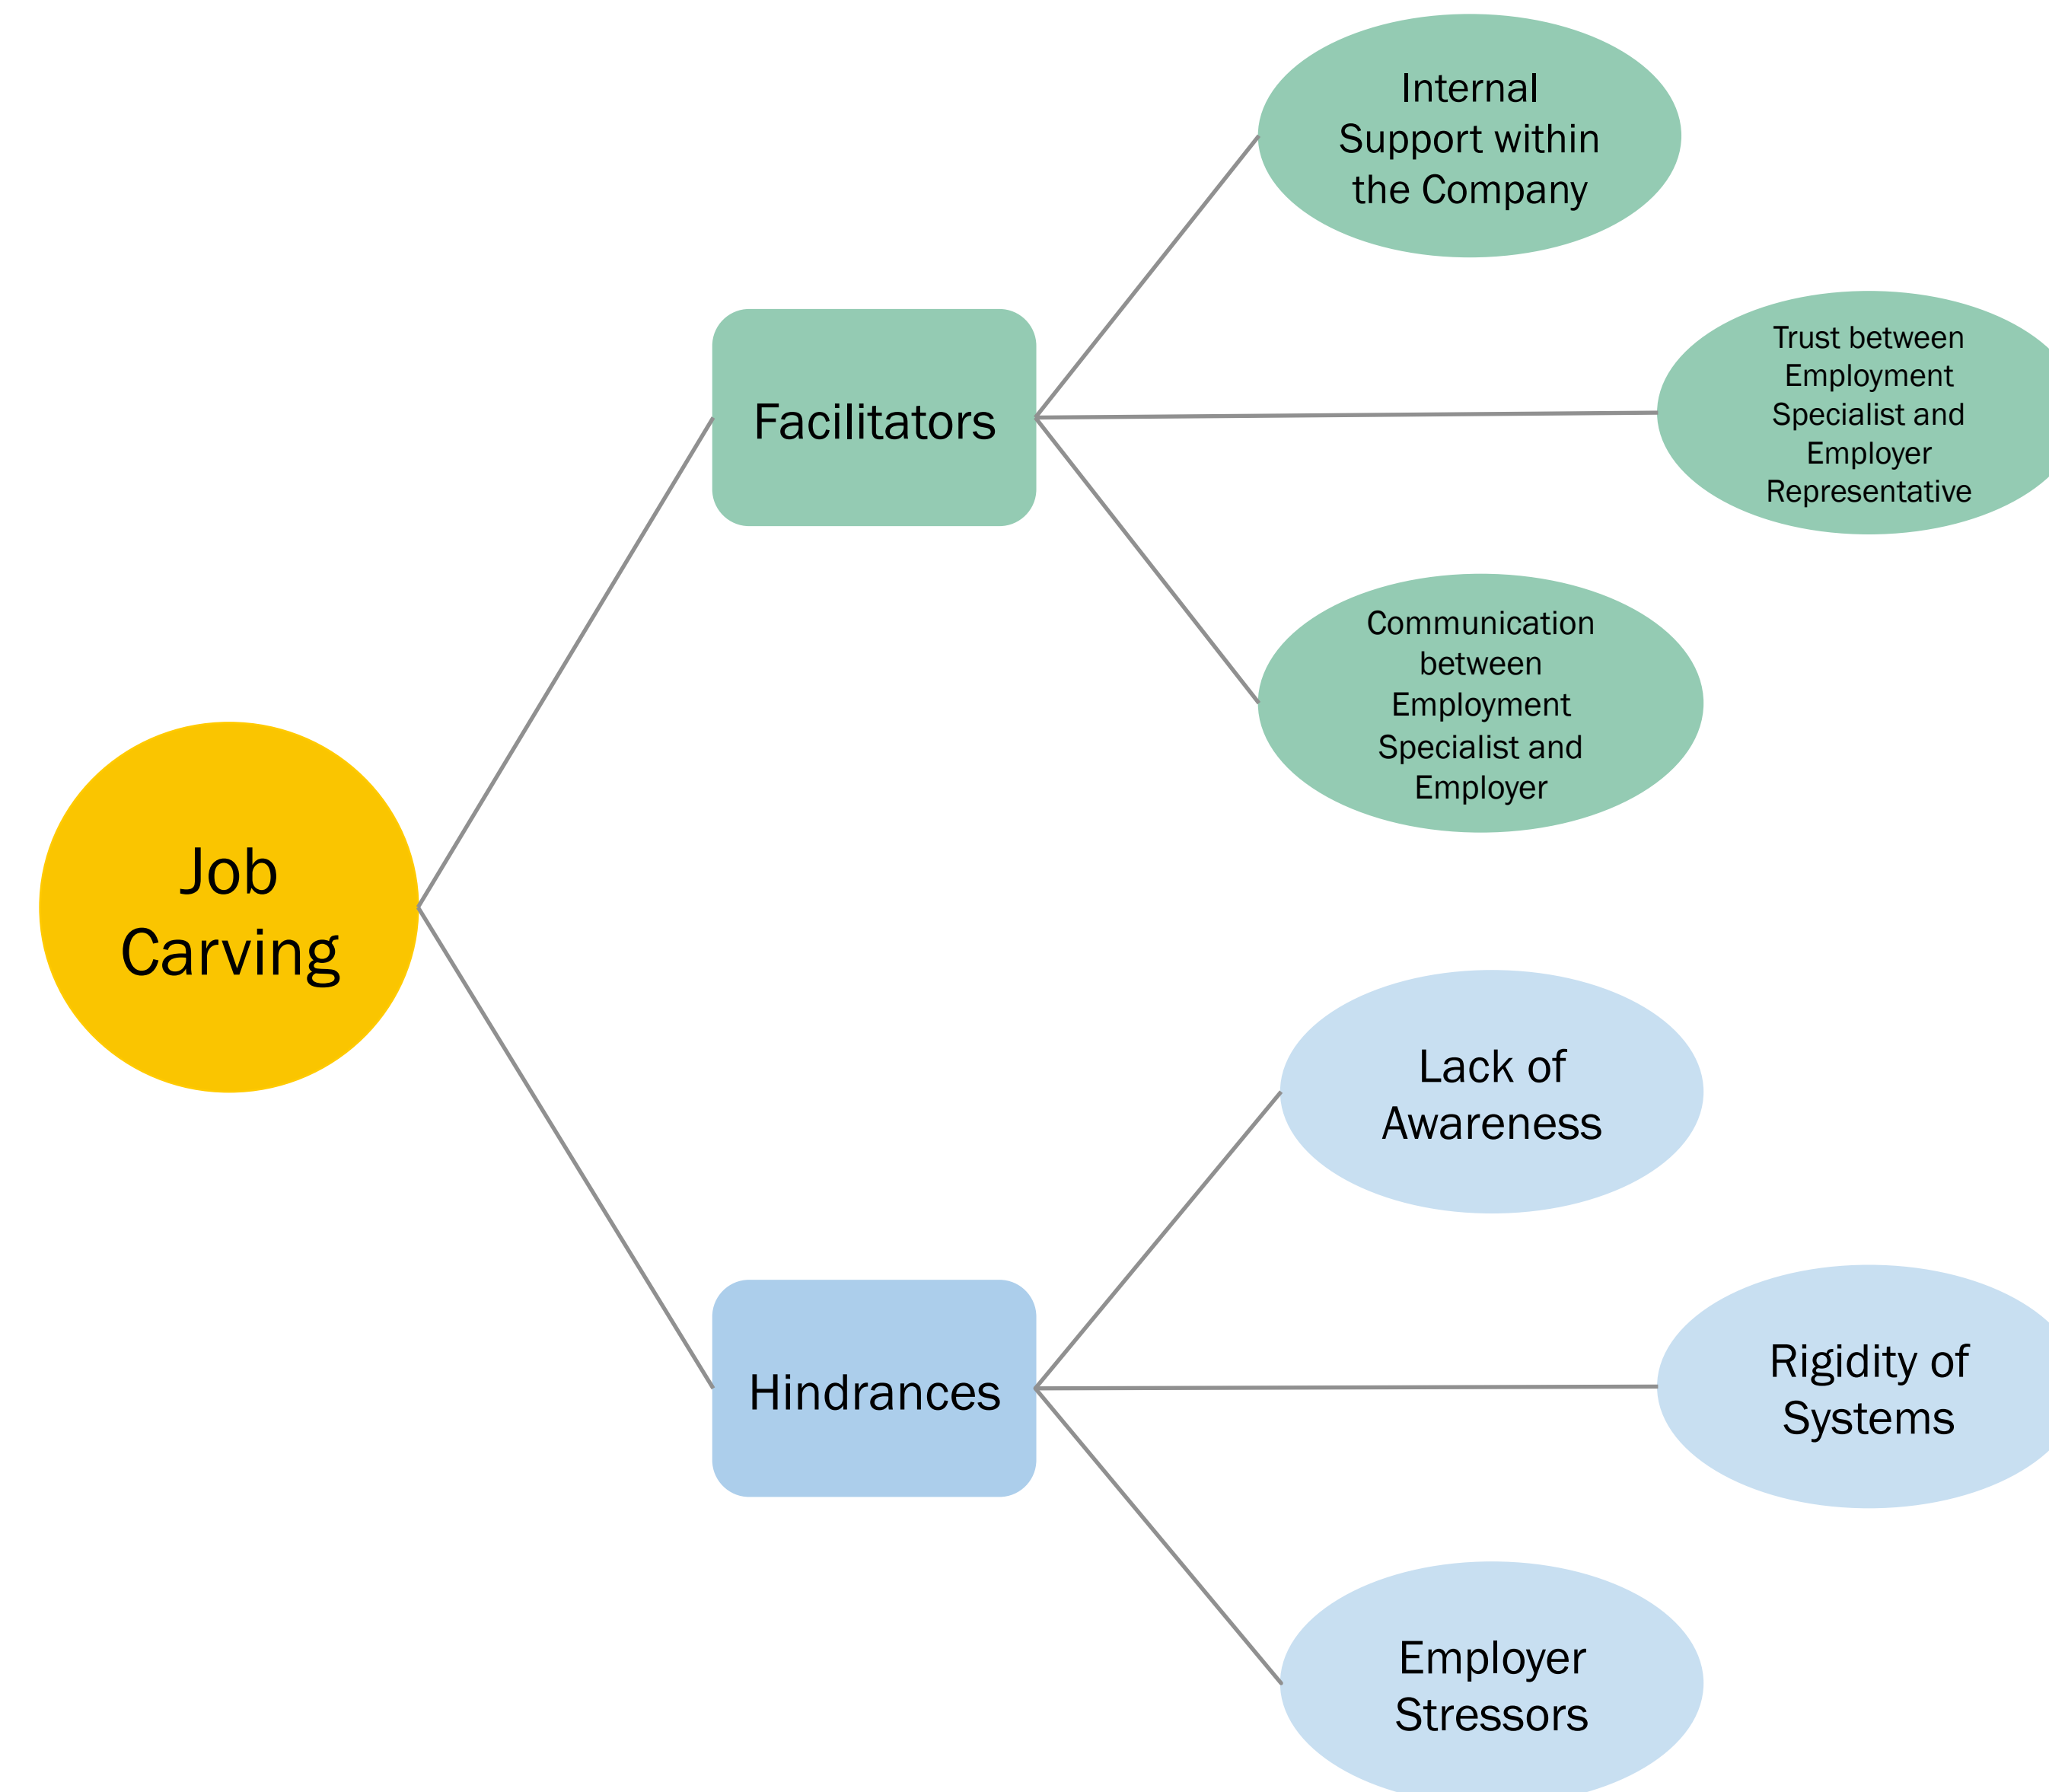 Job
Carving
Facilitators
Internal
Support within
the Company
Trust between
Employment
Specialist and
Employer
Representative
Communication
between
Employment
Specialist and
Employer
Hindrances
Lack of
Awareness
Rigidity of
Systems
Employer
Stressors